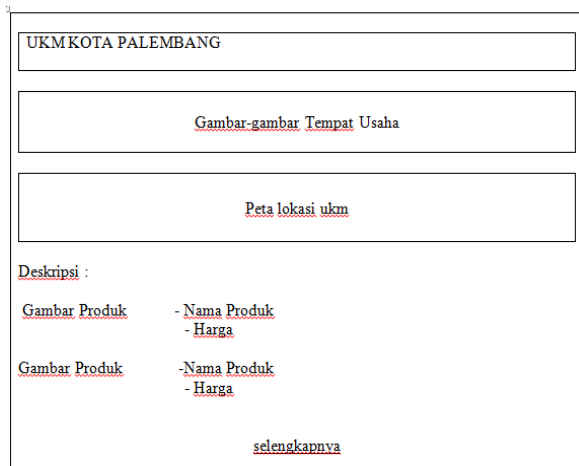 UKM KOTA PALEMBANG
Gambar-gambar Tempat Usaha
Peta lokasi ukm
Deskripsi :
Gambar Produk - Nama Produk
- Harga
Gambar Produk -Nama Produk
- Harga
selengkapnya